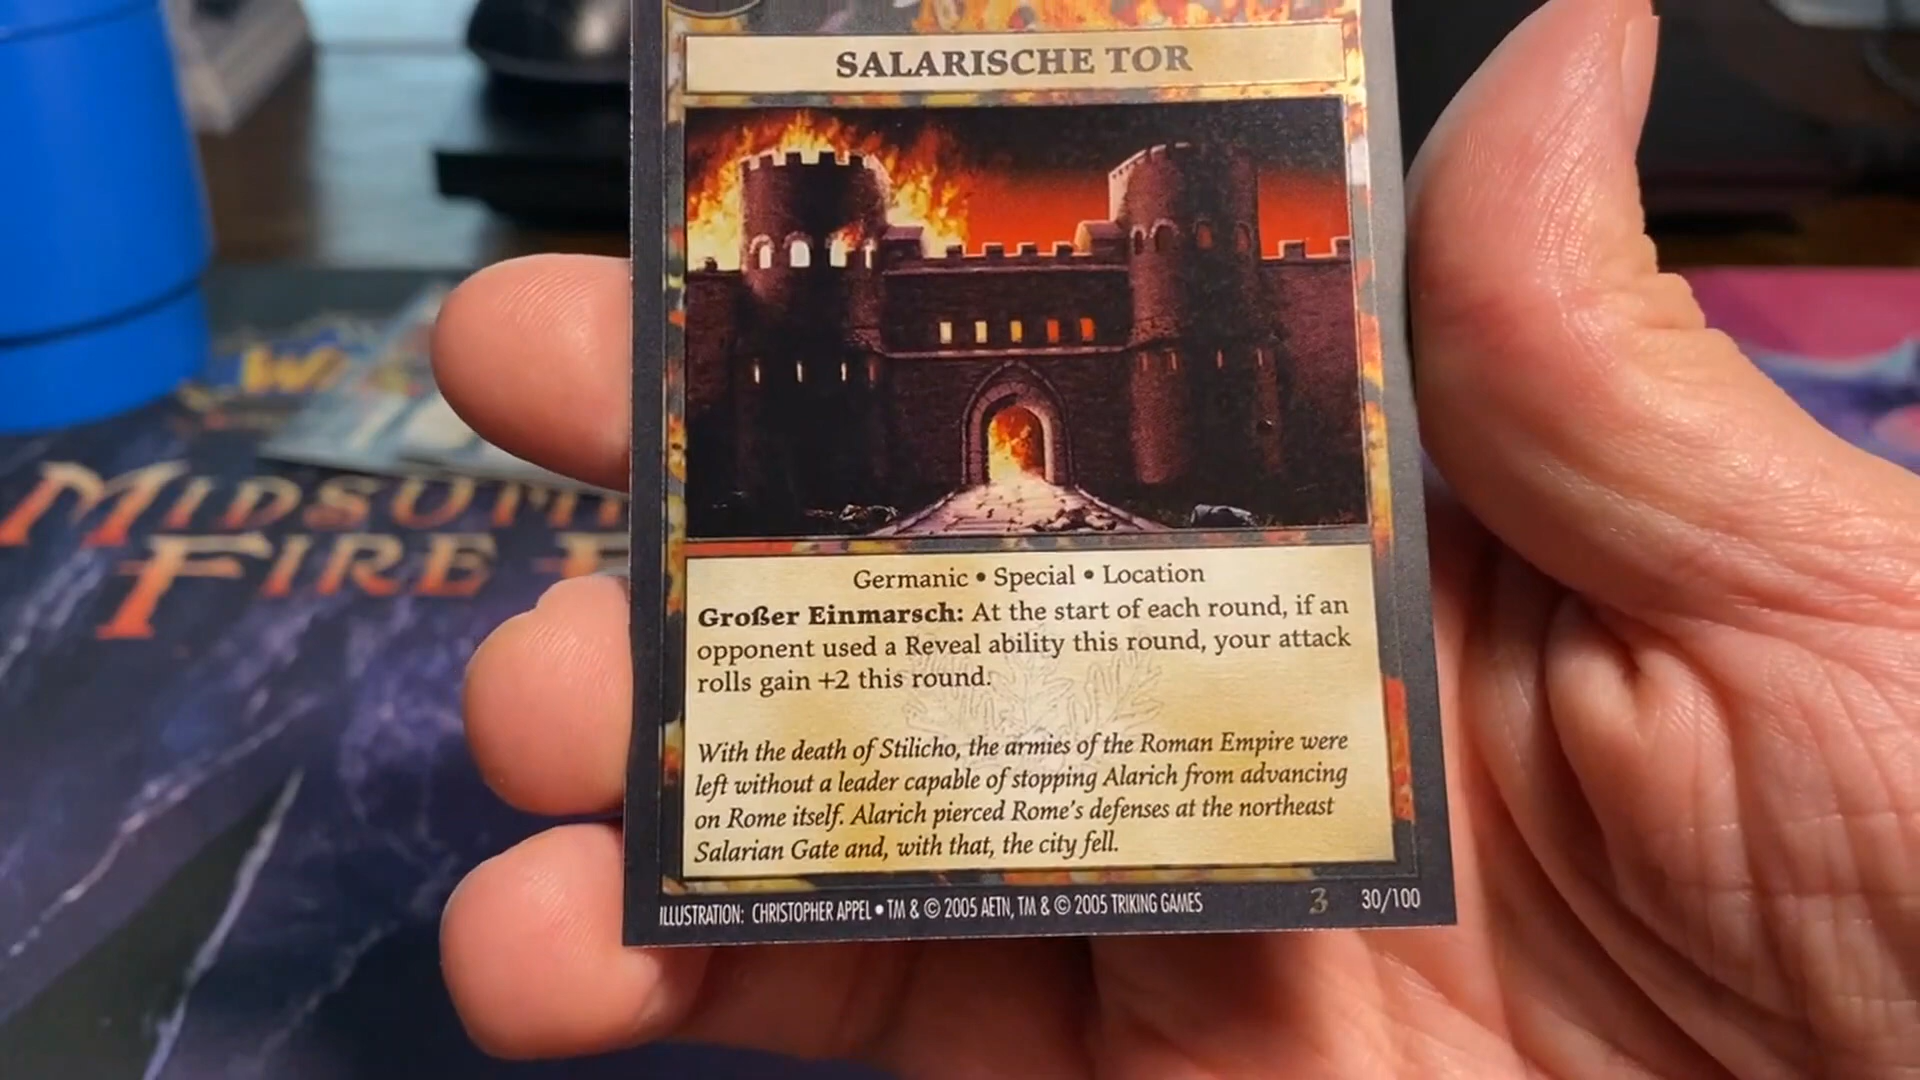 SALARISCHE TOR
Germanic • Special • Location
Großer Einmarsch: At the start of each round, if an
opponent used a Reveal ability this round, your attack
rolls gain +2 this round.
With the death of Stilicho, the armies of the Roman Empire were
left without a leader capable of stopping Alarich from advancing
on Rome itself. Alarich pierced Rome's defenses at the northeast
Salarian Gate and, with that, the city fell.
ILLUSTRATION: CHRISTOPHER APPEL • TM & © 2005 AETN, TM & © 2005 TRIKING GAMES 3 30/100
FIRE